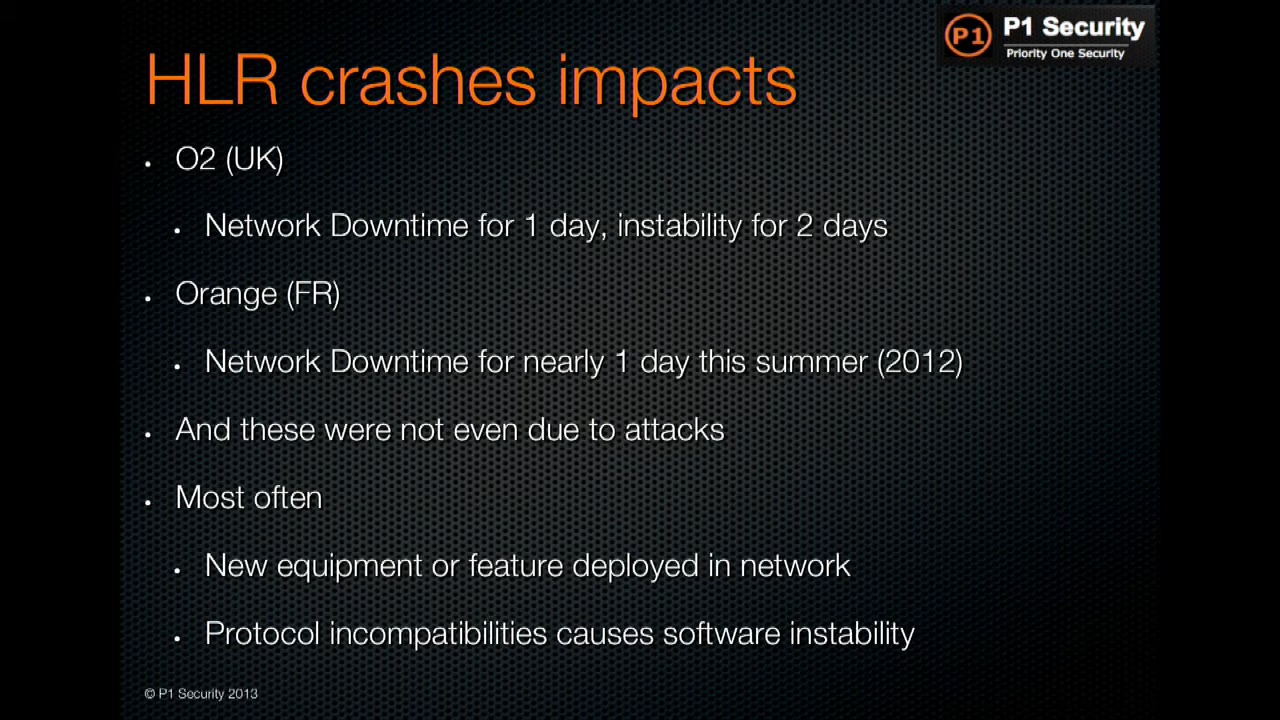 P1 P1 Security
Priority One Security
HLR crashes impacts
• O2 (UK)
• Network Downtime for 1 day, instability for 2 days
• Orange (FR)
• Network Downtime for nearly 1 day this summer (2012)
• And these were not even due to attacks
• Most often
• New equipment or feature deployed in network
• Protocol incompatibilities causes software instability
© P1 Security 2013